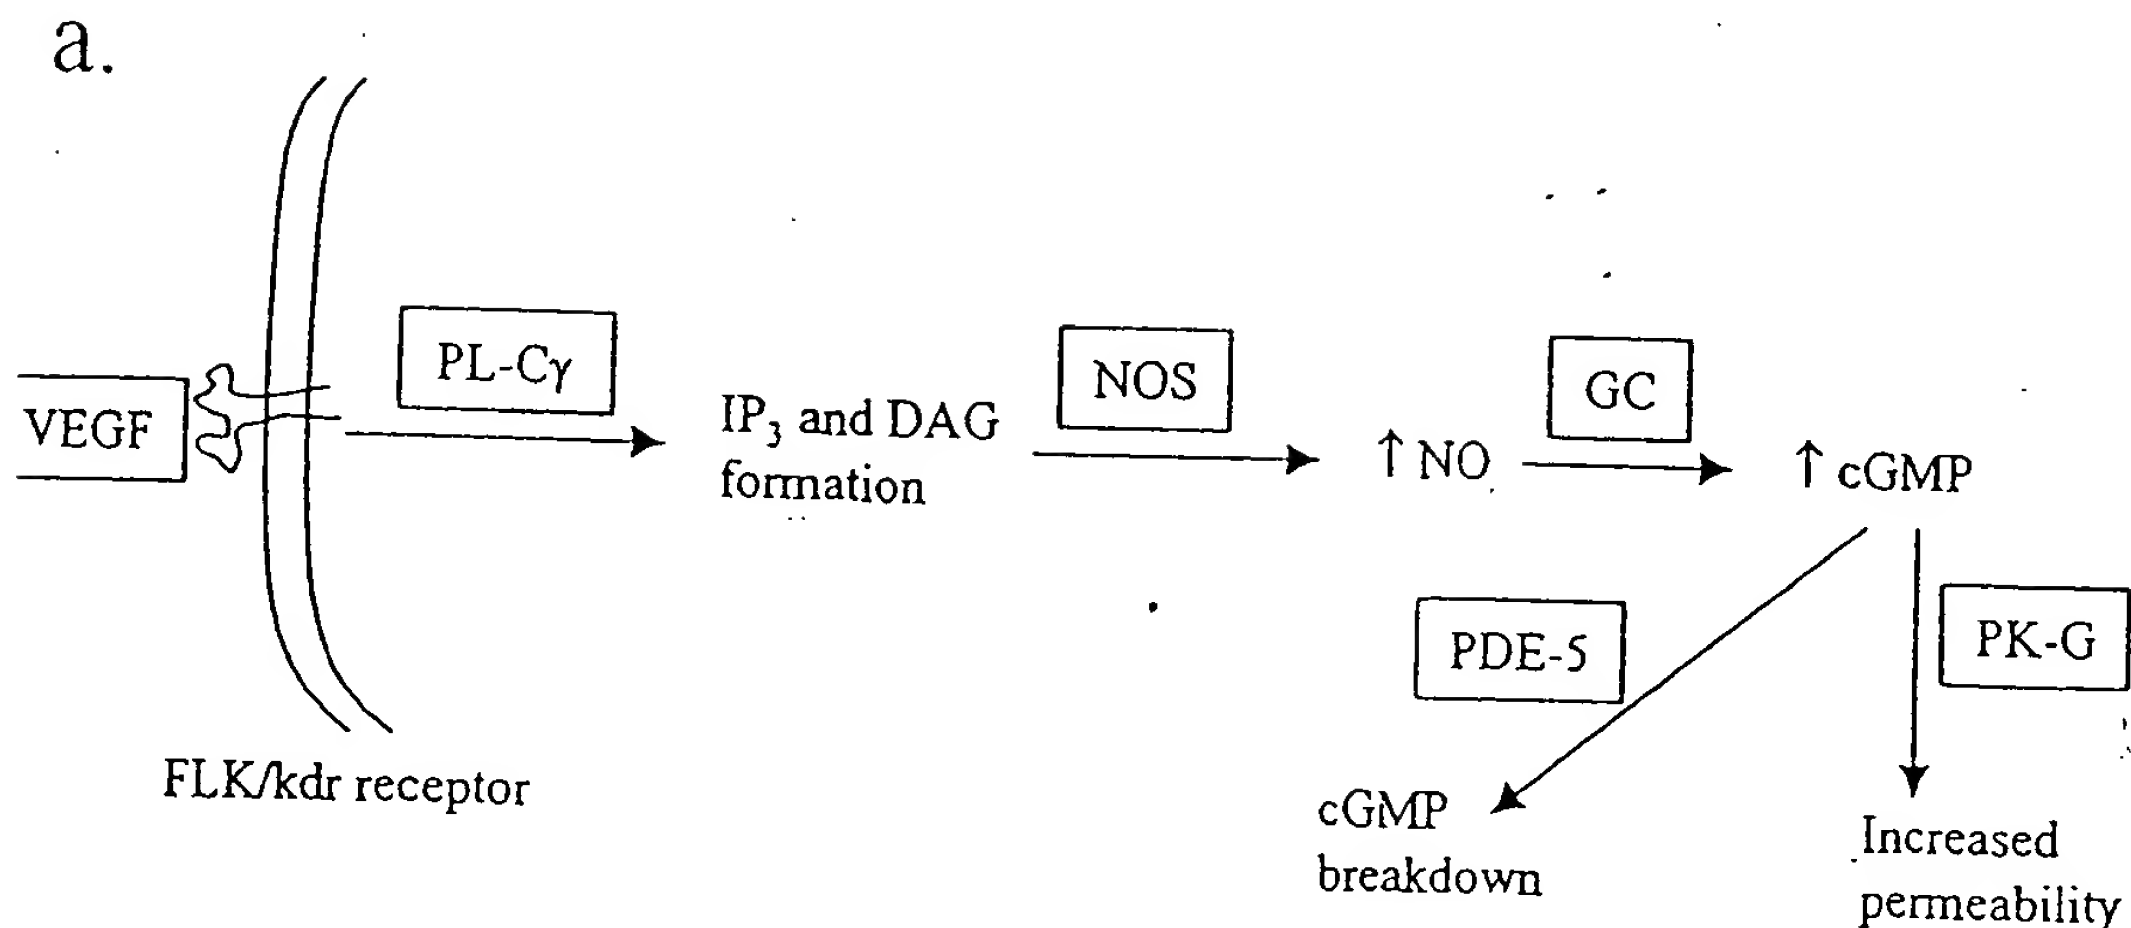 a.
VEGF
PL-Cγ
IP₃ and DAG
formation
NOS
↑ NO
GC
↑ cGMP
PDE-5
PK-G
FLK/kdr receptor
cGMP
breakdown
Increased
permeability